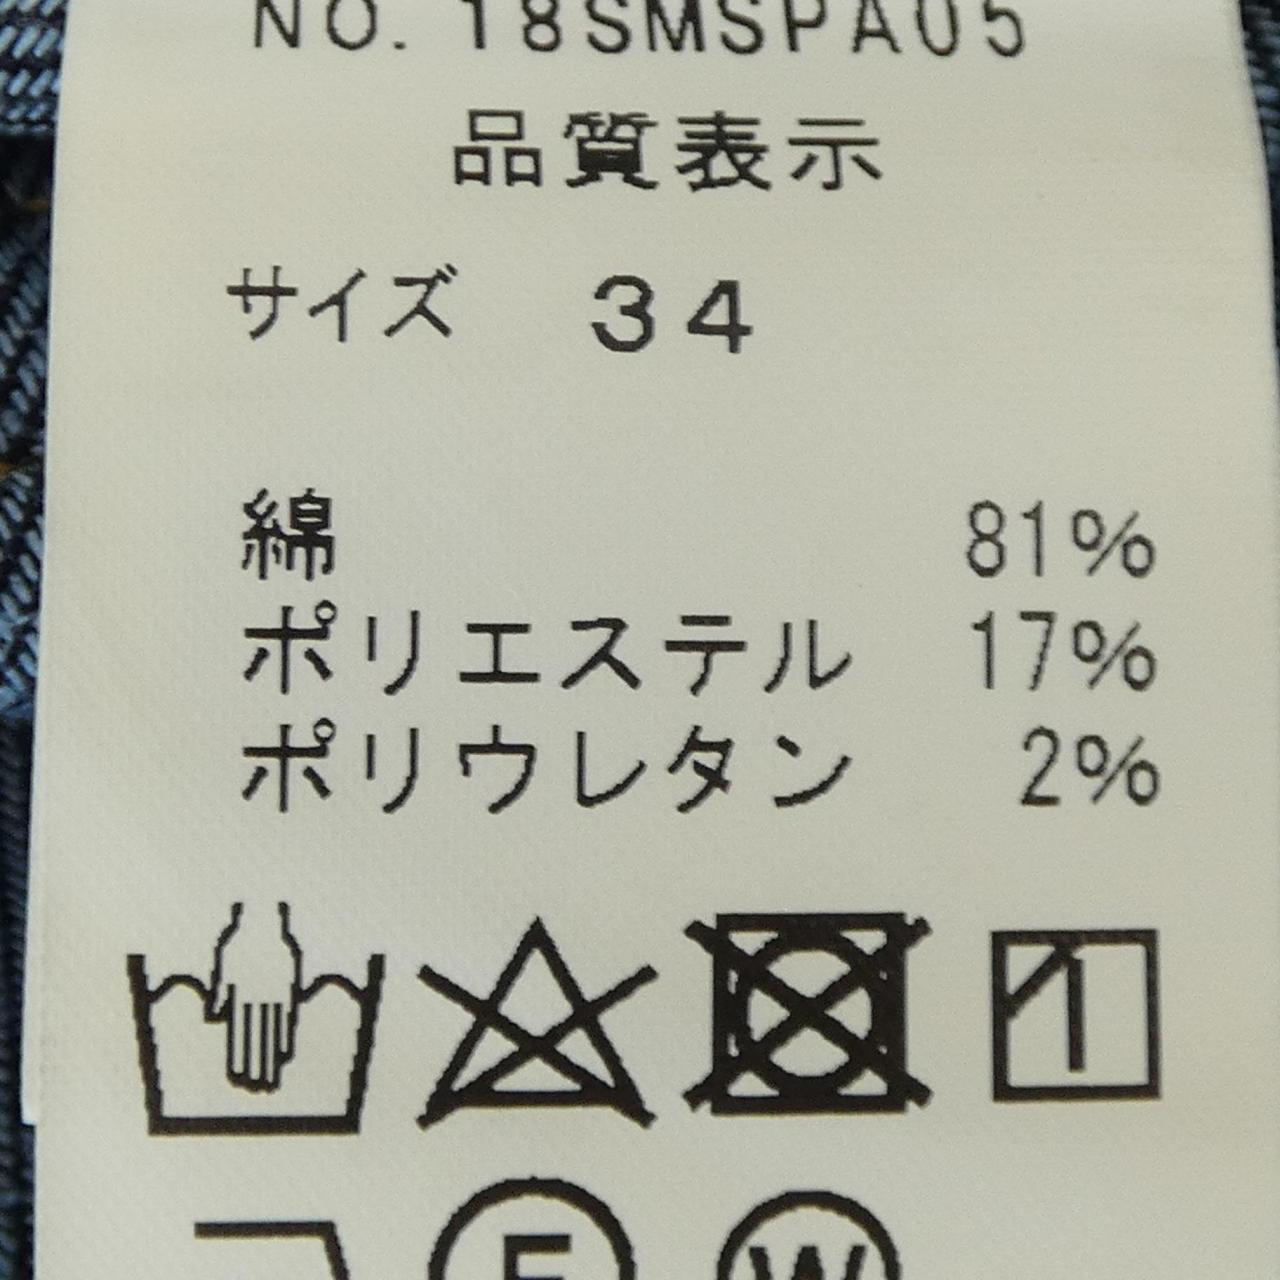 NO. 18SMSPA05
品質表示
サイズ 34
綿 81%
ポリエステル 17%
ポリウレタン 2%
F W